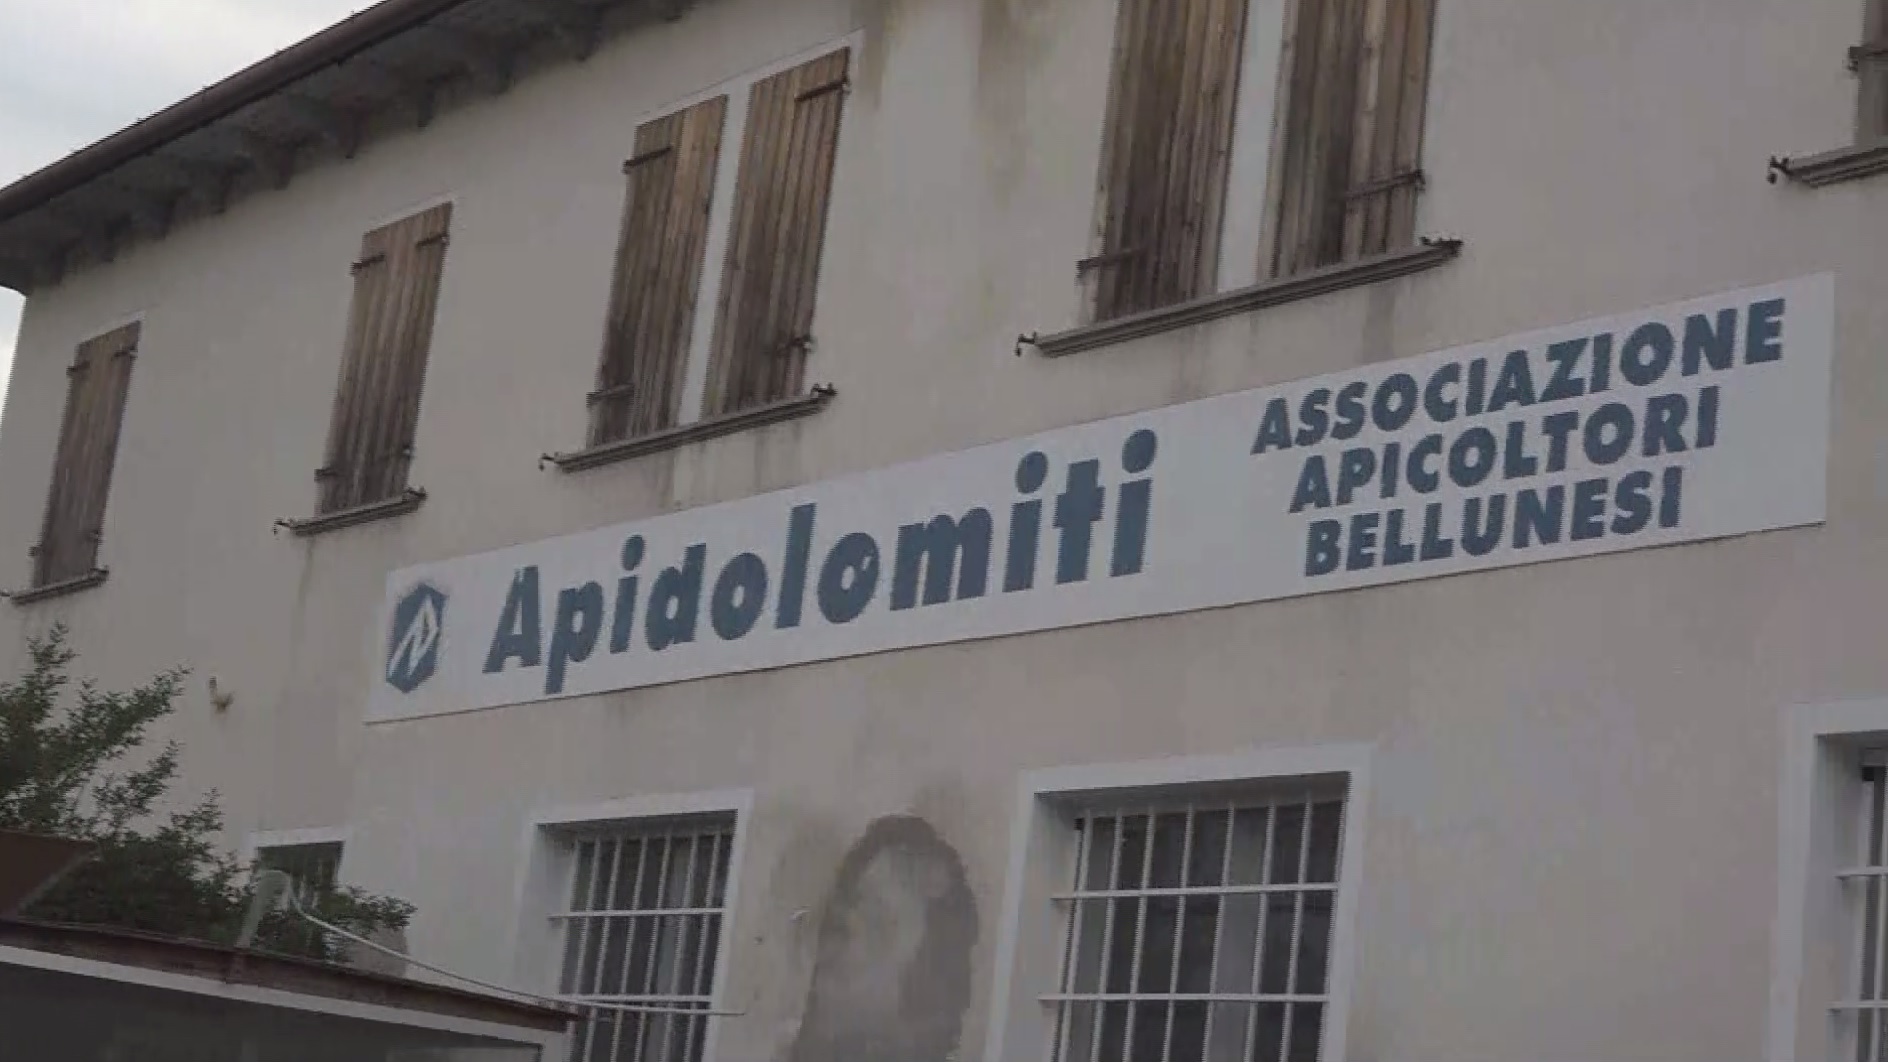 Apidolomiti
ASSOCIAZIONE
APICOLTORI
BELLUNESI